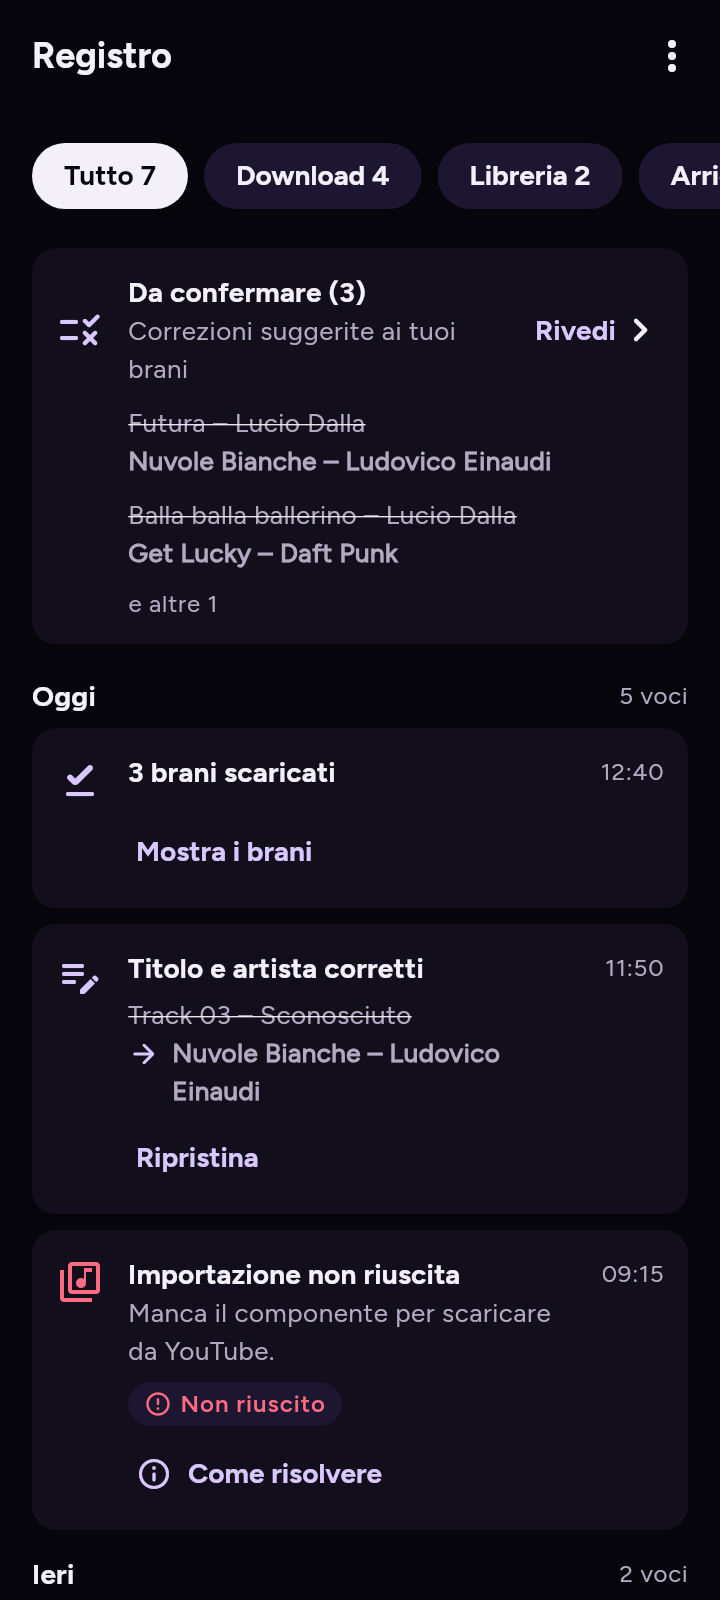 Registro
Tutto 7
Download 4
Libreria 2
Arri
Da confermare (3)
Correzioni suggerite ai tuoi
brani
Rivedi
Futura – Lucio Dalla
Nuvole Bianche – Ludovico Einaudi
Balla balla ballerino – Lucio Dalla
Get Lucky – Daft Punk
e altre 1
Oggi
5 voci
3 brani scaricati
12:40
Mostra i brani
Titolo e artista corretti
11:50
Track 03 – Sconosciuto
Nuvole Bianche – Ludovico
Einaudi
Ripristina
Importazione non riuscita
09:15
Manca il componente per scaricare
da YouTube.
Non riuscito
Come risolvere
Ieri
2 voci